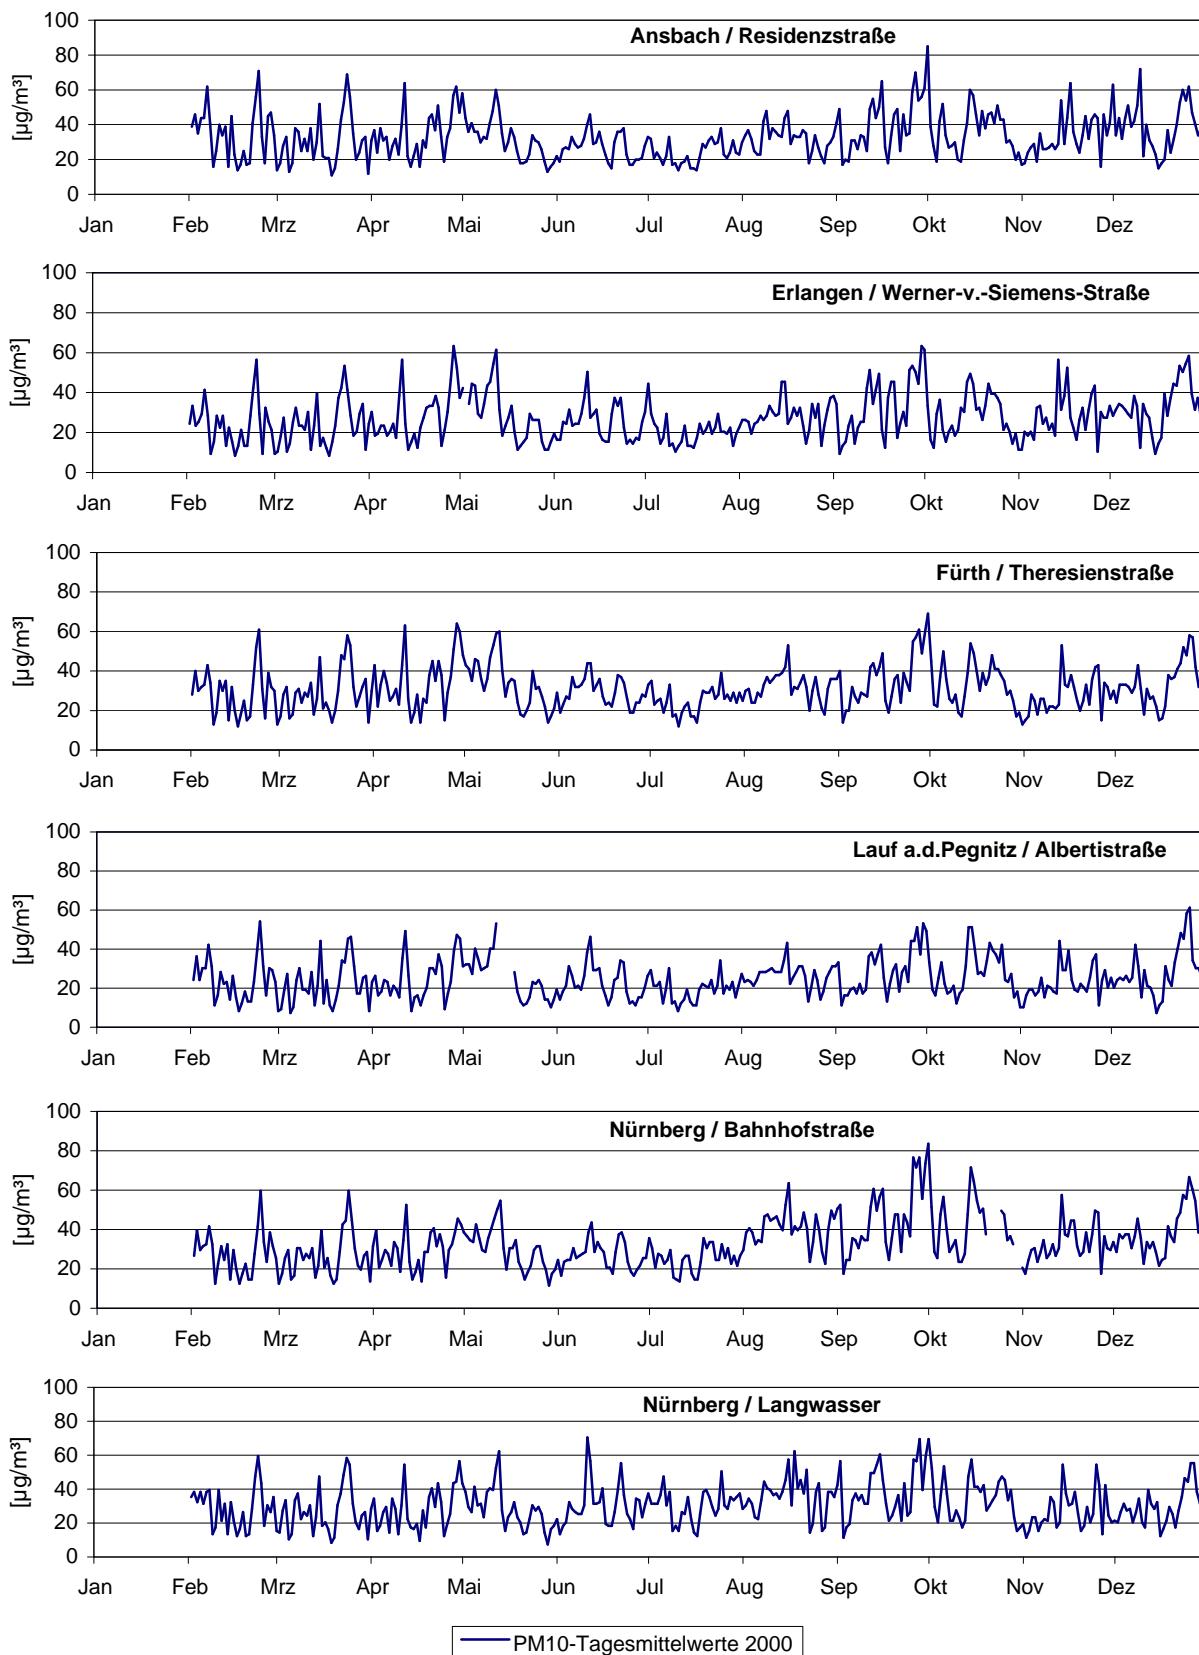 Ansbach / Residenzstraße
[µg/m³]
100
80
60
40
20
0
Jan Feb Mrz Apr Mai Jun Jul Aug Sep Okt Nov Dez
Erlangen / Werner-v.-Siemens-Straße
[µg/m³]
100
80
60
40
20
0
Jan Feb Mrz Apr Mai Jun Jul Aug Sep Okt Nov Dez
Fürth / Theresienstraße
[µg/m³]
100
80
60
40
20
0
Jan Feb Mrz Apr Mai Jun Jul Aug Sep Okt Nov Dez
Lauf a.d.Pegnitz / Albertistraße
[µg/m³]
100
80
60
40
20
0
Jan Feb Mrz Apr Mai Jun Jul Aug Sep Okt Nov Dez
Nürnberg / Bahnhofstraße
[µg/m³]
100
80
60
40
20
0
Jan Feb Mrz Apr Mai Jun Jul Aug Sep Okt Nov Dez
Nürnberg / Langwasser
[µg/m³]
100
80
60
40
20
0
Jan Feb Mrz Apr Mai Jun Jul Aug Sep Okt Nov Dez
PM10-Tagesmittelwerte 2000